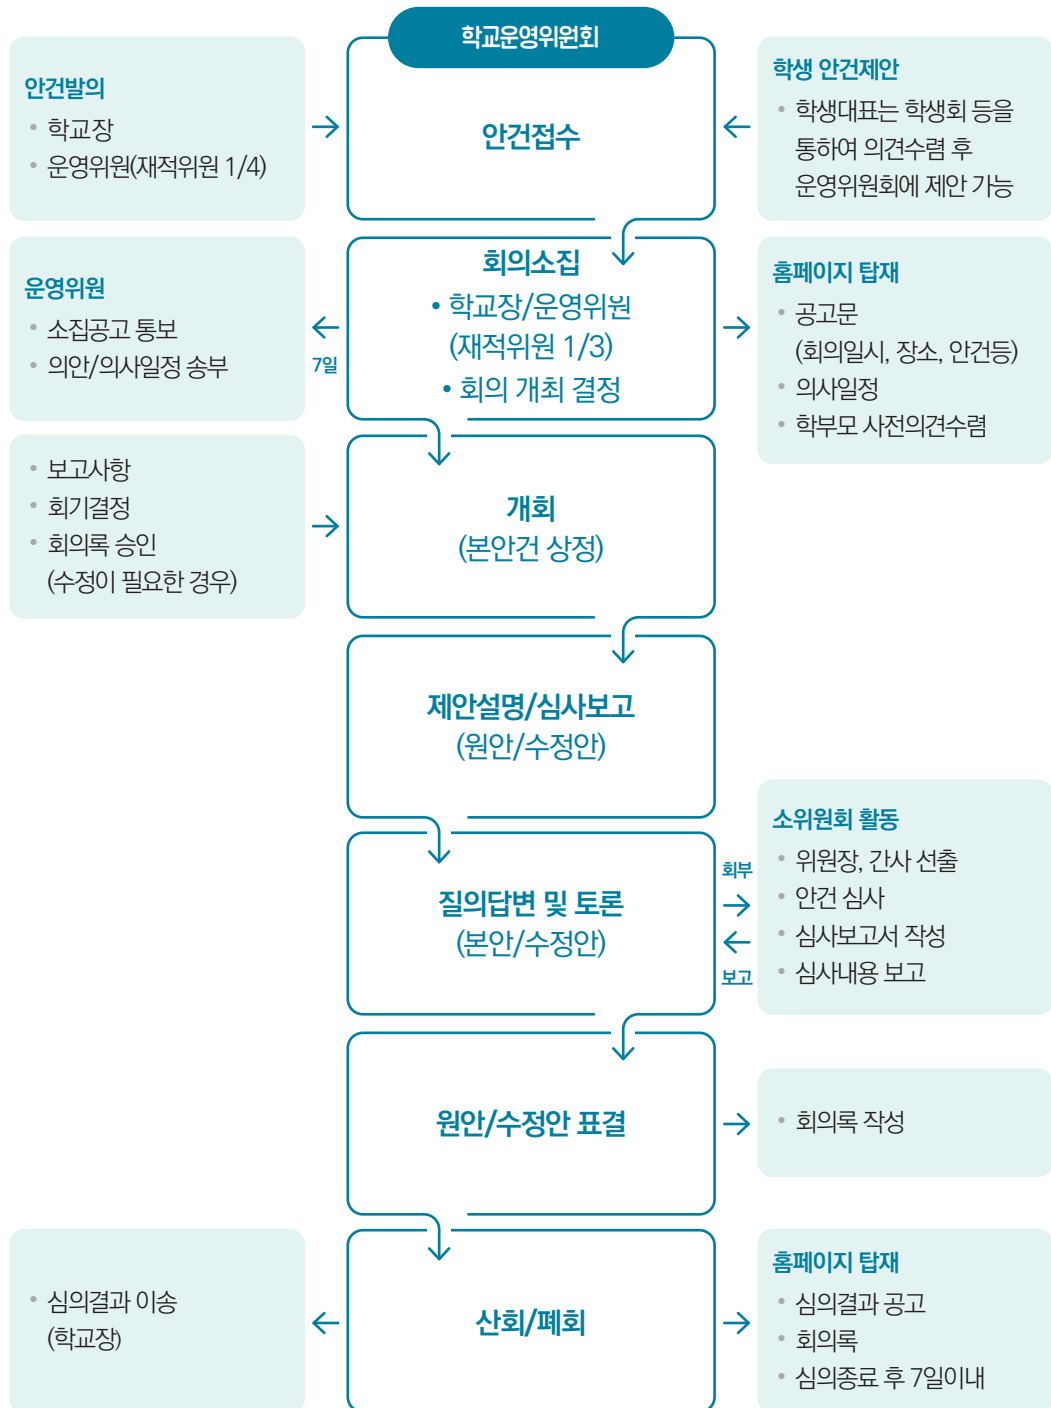 학교운영위원회
안건발의
• 학교장
• 운영위원(재적위원 1/4)
안건접수
학생 안건제안
• 학생대표는 학생회 등을
통하여 의견수렴 후
운영위원회에 제안 가능
운영위원
• 소집공고 통보
• 의안/의사일정 송부
7일
회의소집
• 학교장/운영위원
(재적위원 1/3)
• 회의 개최 결정
홈페이지 탑재
• 공고문
(회의일시, 장소, 안건등)
• 의사일정
• 학부모 사전의견수렴
• 보고사항
• 회기결정
• 회의록 승인
(수정이 필요한 경우)
개회
(본안건 상정)
제안설명/심사보고
(원안/수정안)
질의답변 및 토론
(본안/수정안)
회부
보고
소위원회 활동
• 위원장, 간사 선출
• 안건 심사
• 심사보고서 작성
• 심사내용 보고
원안/수정안 표결
• 회의록 작성
• 심의결과 이송
(학교장)
산회/폐회
홈페이지 탑재
• 심의결과 공고
• 회의록
• 심의종료 후 7일이내